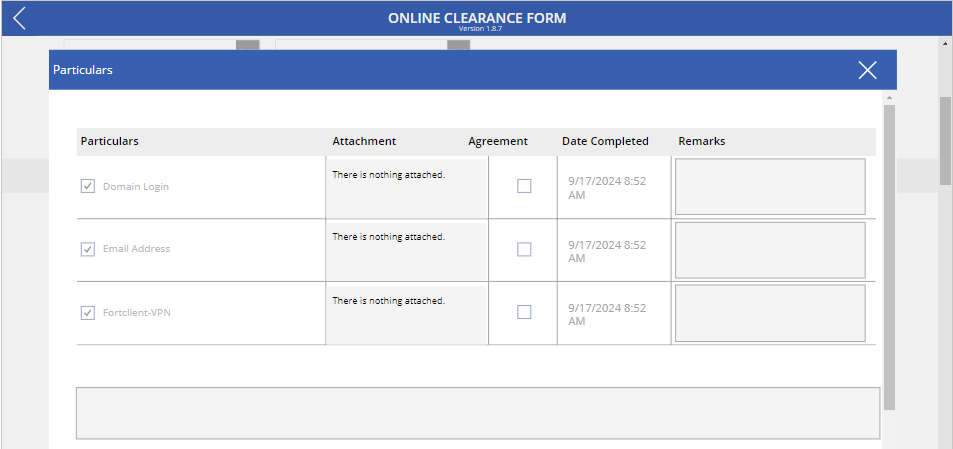 ONLINE CLEARANCE FORM
Version 1.8.7
Particulars
Particulars Attachment Agreement Date Completed Remarks
Domain Login There is nothing attached. 9/17/2024 8:52
AM
Email Address There is nothing attached. 9/17/2024 8:52
AM
Fortclient-VPN There is nothing attached. 9/17/2024 8:52
AM